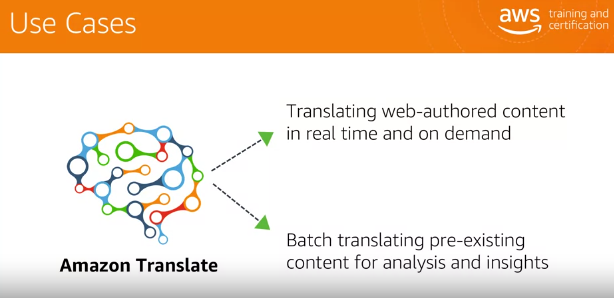 Use Cases
aws training and
certification
Translating web-authored content
in real time and on demand
Batch translating pre-existing
content for analysis and insights
Amazon Translate